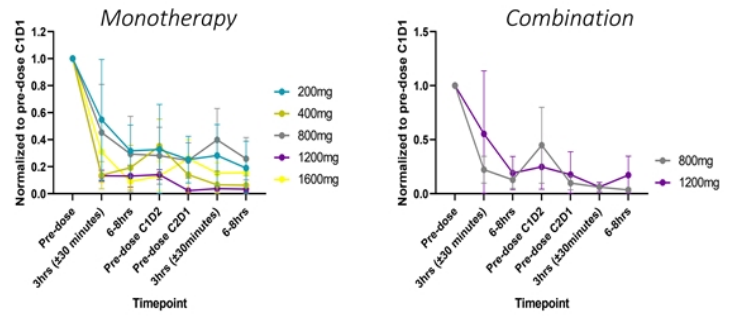 Monotherapy
Normalized to pre-dose C1D1
1.2
1.0
0.8
0.6
0.4
0.2
0.0
Pre-dose
3hrs (±30 minutes)
6-8hrs
Pre-dose C1D2
Pre-dose C2D1
3hrs (±30minutes)
6-8hrs
Timepoint
200mg
400mg
800mg
1200mg
1600mg
Combination
Normalized to pre-dose C1D1
1.5
1.0
0.5
0.0
Pre-dose
3hrs (±30 minutes)
6-8hrs
Pre-dose C1D2
Pre-dose C2D1
3hrs (±30minutes)
6-8hrs
Timepoint
800mg
1200mg